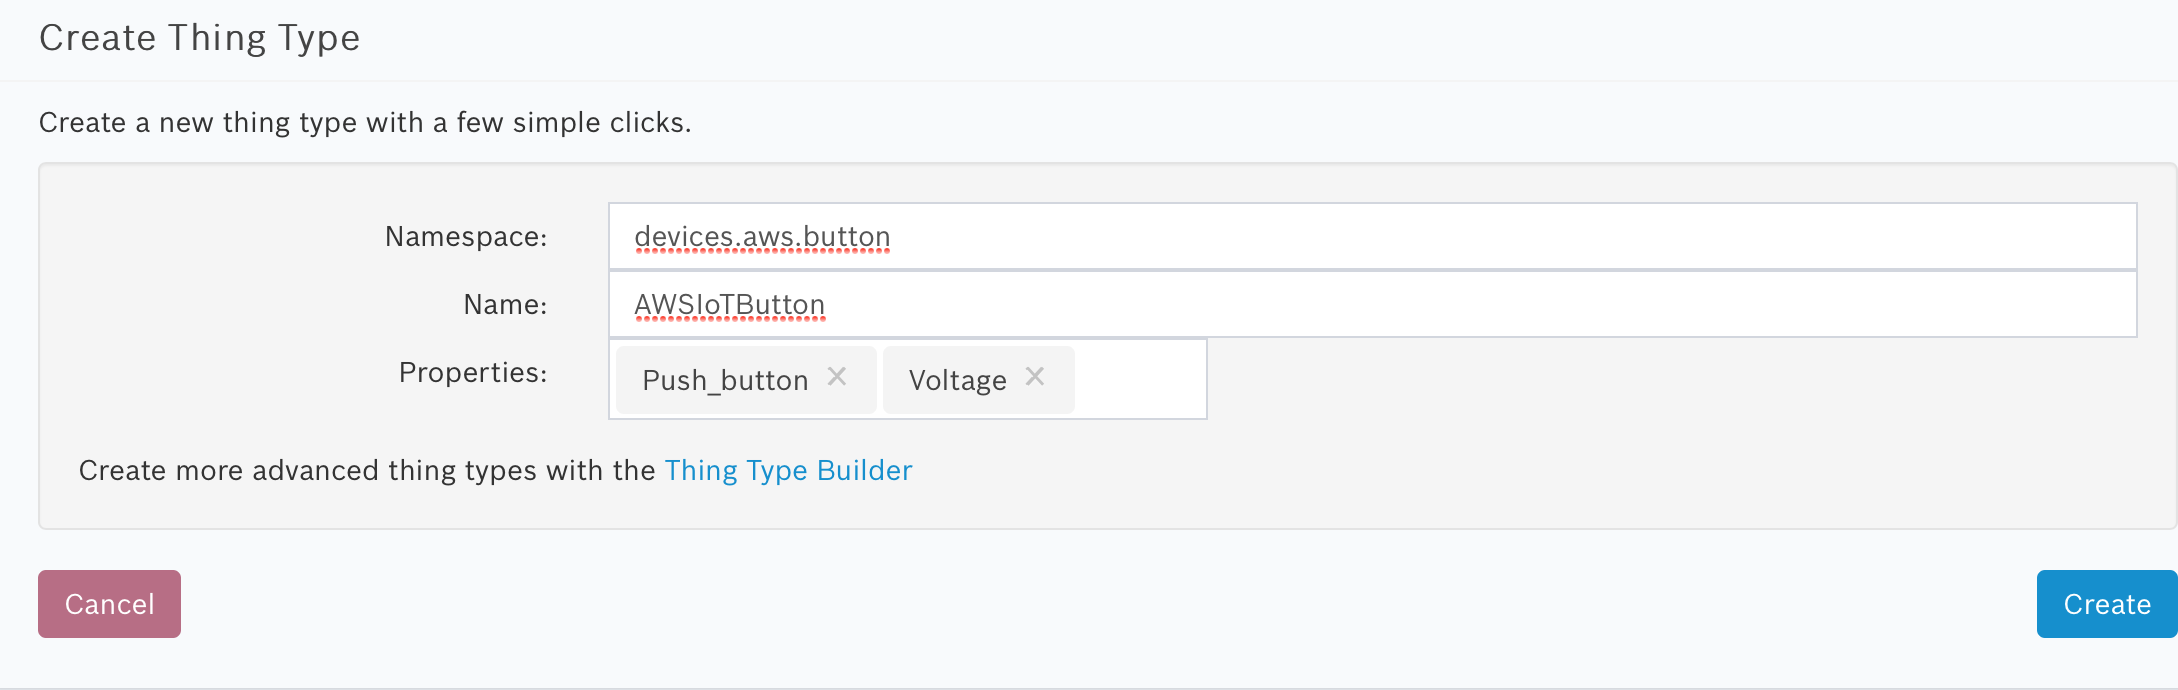 Create Thing Type
Create a new thing type with a few simple clicks.
Namespace: devices.aws.button
Name: AWSIoTButton
Properties: Push_button × Voltage ×
Create more advanced thing types with the Thing Type Builder
Cancel Create